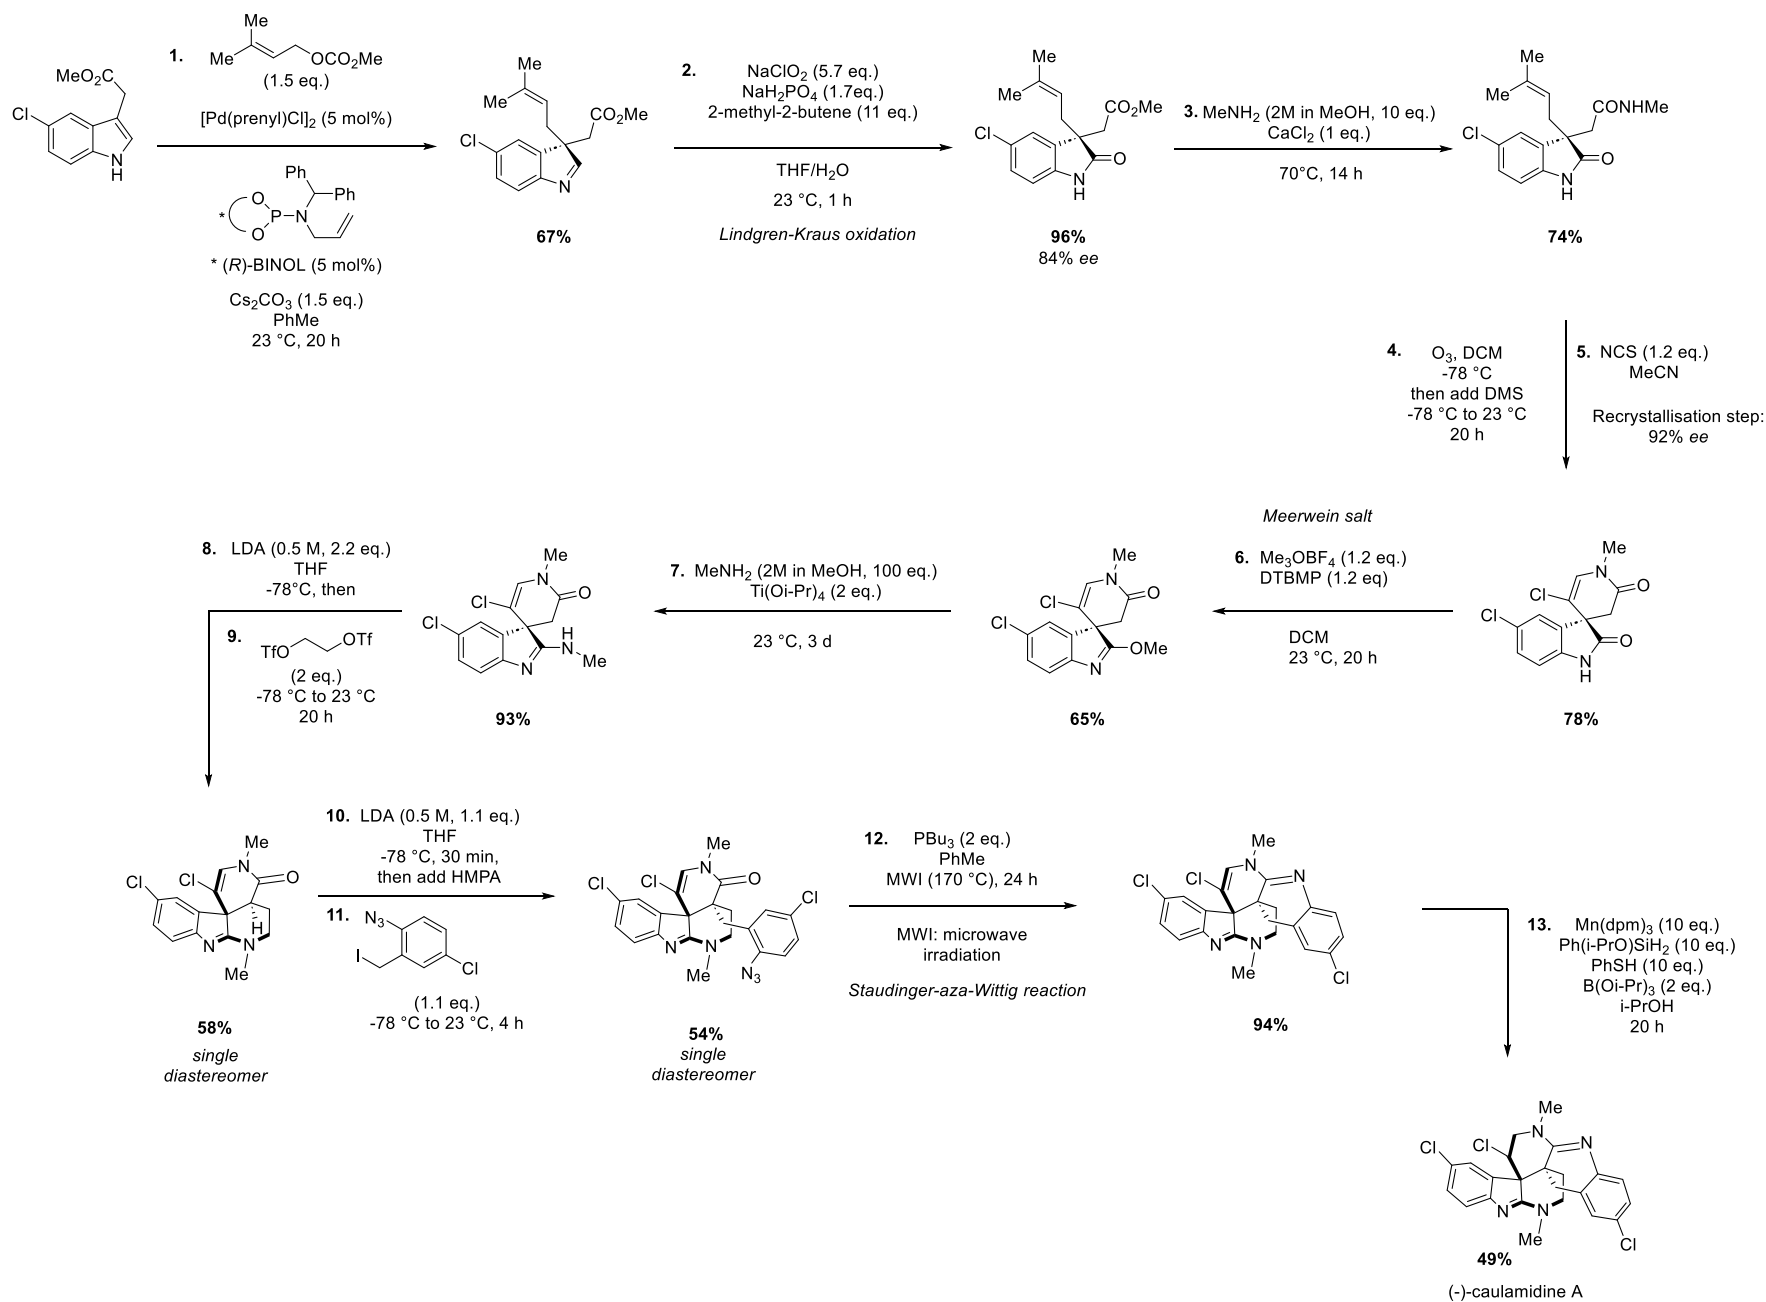 1.
Me
Me
OCO₂Me
(1.5 eq.)
[Pd(prenyl)Cl]₂ (5 mol%)
MeO₂C
Cl
N
H
Ph
Ph
O
P
N
O
*
* (R)-BINOL (5 mol%)
Cs₂CO₃ (1.5 eq.)
PhMe
23 °C, 20 h
Me
Me
CO₂Me
Cl
N
67%
2.
NaClO₂ (5.7 eq.)
NaH₂PO₄ (1.7eq.)
2-methyl-2-butene (11 eq.)
THF/H₂O
23 °C, 1 h
Lindgren-Kraus oxidation
Me
Me
CO₂Me
Cl
O
N
H
96%
84% ee
3. MeNH₂ (2M in MeOH, 10 eq.)
CaCl₂ (1 eq.)
70°C, 14 h
Me
Me
CONHMe
Cl
O
N
H
74%
4.
O₃, DCM
-78 °C
then add DMS
-78 °C to 23 °C
20 h
5. NCS (1.2 eq.)
MeCN
Recrystallisation step:
92% ee
Me
N
O
Cl
Cl
O
N
H
78%
Meerwein salt
6. Me₃OBF₄ (1.2 eq.)
DTBMP (1.2 eq)
DCM
23 °C, 20 h
Me
N
O
Cl
Cl
OMe
N
65%
7. MeNH₂ (2M in MeOH, 100 eq.)
Ti(Oi-Pr)₄ (2 eq.)
23 °C, 3 d
Me
N
O
Cl
Cl
H
N
Me
N
93%
8. LDA (0.5 M, 2.2 eq.)
THF
-78°C, then
9.
OTf
TfO
(2 eq.)
-78 °C to 23 °C
20 h
Me
N
O
Cl
Cl
H
N
N
Me
58%
single
diastereomer
10. LDA (0.5 M, 1.1 eq.)
THF
-78 °C, 30 min,
then add HMPA
11.
N₃
I
Cl
(1.1 eq.)
-78 °C to 23 °C, 4 h
Me
N
O
Cl
Cl
Cl
N
N
Me
N₃
54%
single
diastereomer
12. PBu₃ (2 eq.)
PhMe
MWI (170 °C), 24 h
MWI: microwave
irradiation
Staudinger-aza-Wittig reaction
Me
N
N
Cl
Cl
N
N
Me
Cl
94%
13. Mn(dpm)₃ (10 eq.)
Ph(i-PrO)SiH₂ (10 eq.)
PhSH (10 eq.)
B(Oi-Pr)₃ (2 eq.)
i-PrOH
20 h
Me
N
N
Cl
Cl
N
N
Me
Cl
49%
(-)-caulamidine A